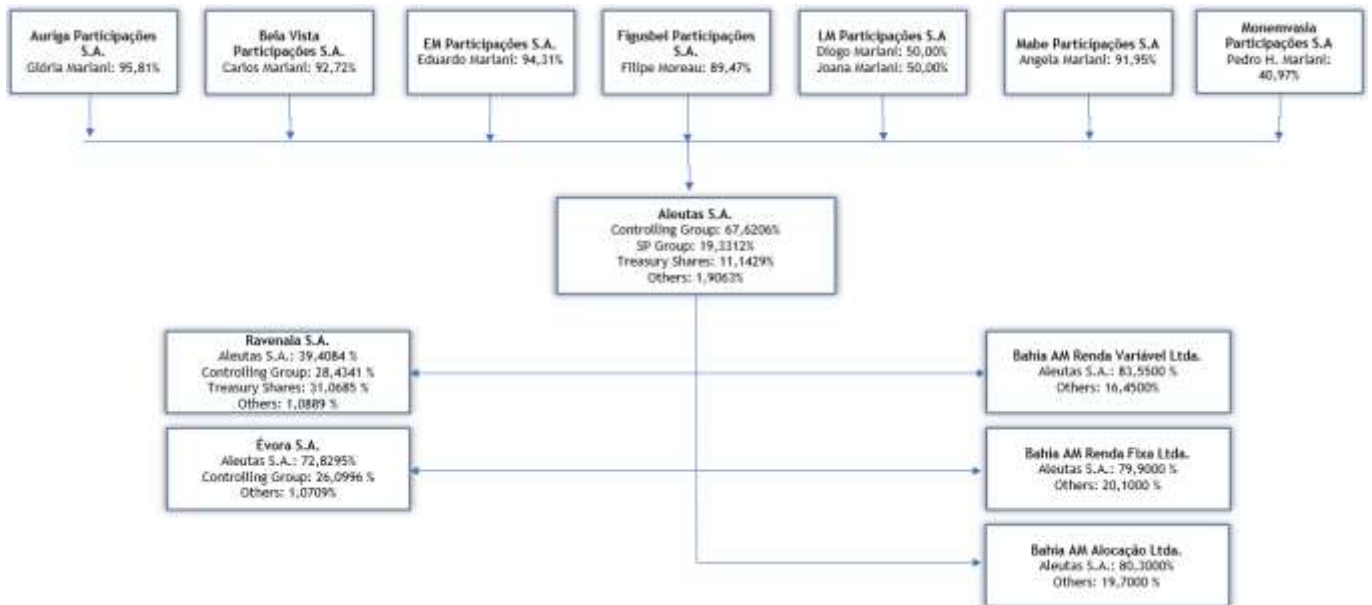 Auriga Participações
S.A.
Glória Mariani: 95,81%
Bela Vista
Participações S.A.
Carlos Mariani: 92,72%
EM Participações S.A.
Eduardo Mariani: 94,31%
Figusbel Participações
S.A.
Filipe Moreau: 89,47%
LM Participações S.A
Diogo Mariani: 50,00%
Joana Mariani: 50,00%
Mabe Participações S.A
Angela Mariani: 91,95%
Monemvasia
Participações S.A
Pedro H. Mariani:
40,97%
Aleutas S.A.
Controlling Group: 67,6206%
SP Group: 19,3312%
Treasury Shares: 11,1429%
Others: 1,9063%
Ravenala S.A.
Aleutas S.A.: 39,4084 %
Controlling Group: 28,4341 %
Treasury Shares: 31,0685 %
Others: 1,0889 %
Bahia AM Renda Variável Ltda.
Aleutas S.A.: 83,5500 %
Others: 16,4500%
Évora S.A.
Aleutas S.A.: 72,8295%
Controlling Group: 26,0996 %
Others: 1,0709%
Bahia AM Renda Fixa Ltda.
Aleutas S.A.: 79,9000 %
Others: 20,1000 %
Bahia AM Alocação Ltda.
Aleutas S.A.: 80,3000%
Others: 19,7000 %